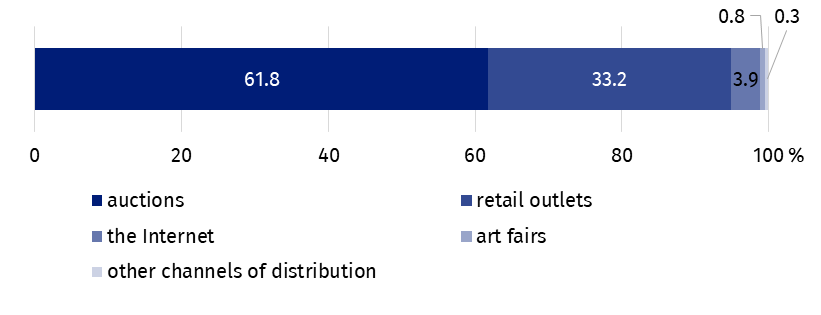 0.8 0.3
61.8 33.2 3.9
0 20 40 60 80 100 %
auctions retail outlets
the Internet art fairs
other channels of distribution